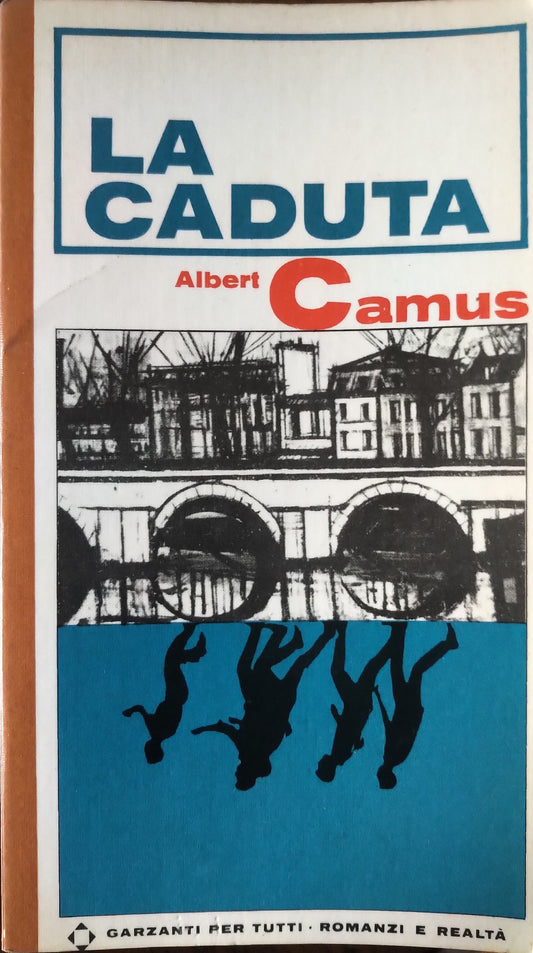 LA
CADUTA
Albert Camus
GARZANTI PER TUTTI · ROMANZI E REALTÀ